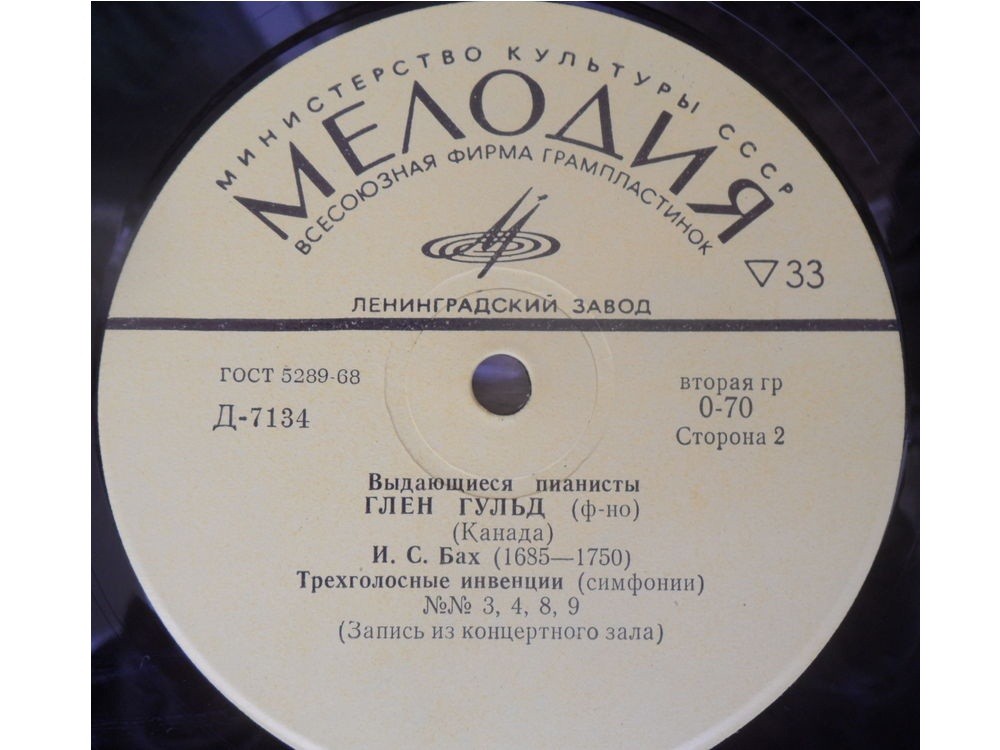 МИНИСТЕРСТВО КУЛЬТУРЫ СССР
МЕЛОДИЯ
ВСЕСОЮЗНАЯ ФИРМА ГРАМПЛАСТИНОК
▽33
ЛЕНИНГРАДСКИЙ ЗАВОД
ГОСТ 5289-68
Д-7134
вторая гр
0-70
Сторона 2
Выдающиеся пианисты
ГЛЕН ГУЛЬД (ф-но)
(Канада)
И. С. Бах (1685—1750)
Трехголосные инвенции (симфонии)
№№ 3, 4, 8, 9
(Запись из концертного зала)